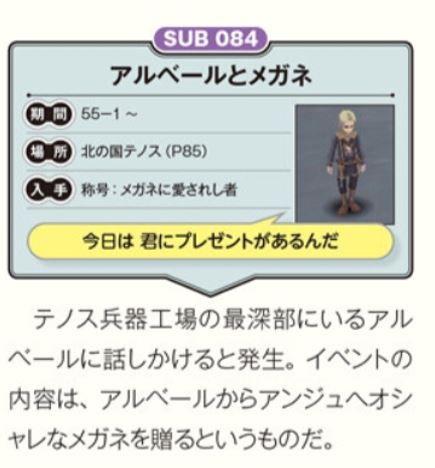 SUB 084
アルベールとメガネ
期間 55−1〜
場所 北の国テノス（P85）
入手 称号：メガネに愛されし者
今日は 君にプレゼントがあるんだ
テノス兵器工場の最深部にいるアル
ベールに話しかけると発生。イベントの
内容は、アルベールからアンジュへオシ
ャレなメガネを贈るというものだ。